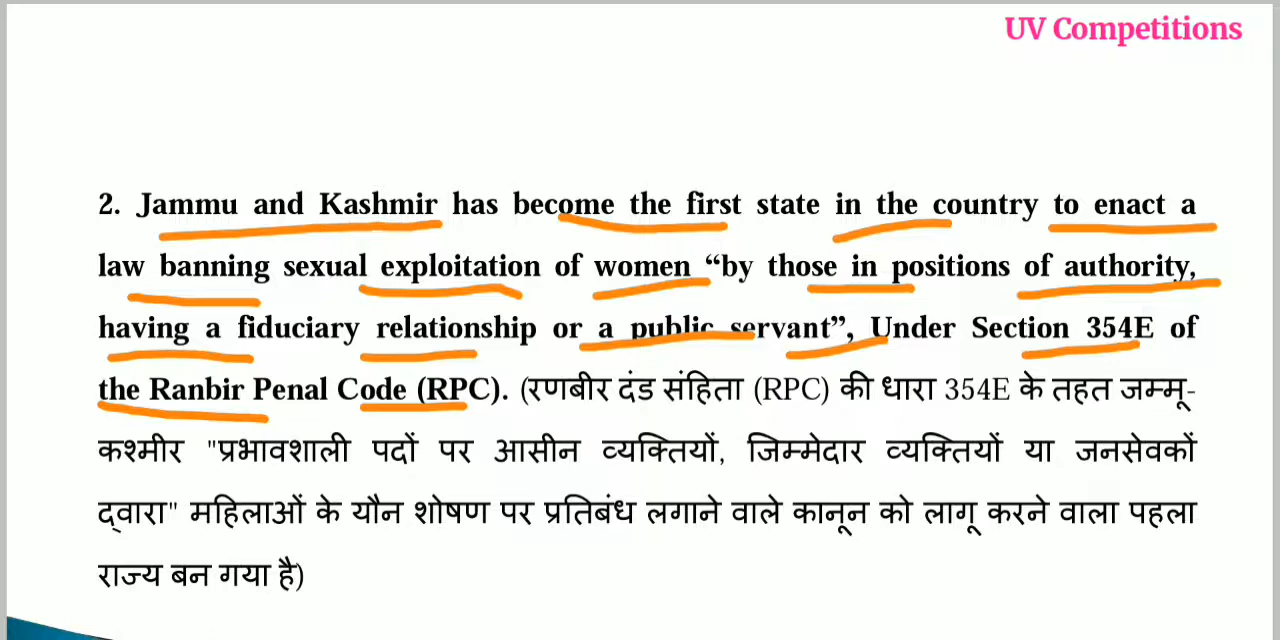 UV Competitions
2. Jammu and Kashmir has become the first state in the country to enact a
law banning sexual exploitation of women “by those in positions of authority,
having a fiduciary relationship or a public servant”, Under Section 354E of
the Ranbir Penal Code (RPC). (रणबीर दंड संहिता (RPC) की धारा 354E के तहत जम्मू-
कश्मीर "प्रभावशाली पदों पर आसीन व्यक्तियों, जिम्मेदार व्यक्तियों या जनसेवकों
द्वारा" महिलाओं के यौन शोषण पर प्रतिबंध लगाने वाले कानून को लागू करने वाला पहला
राज्य बन गया है)